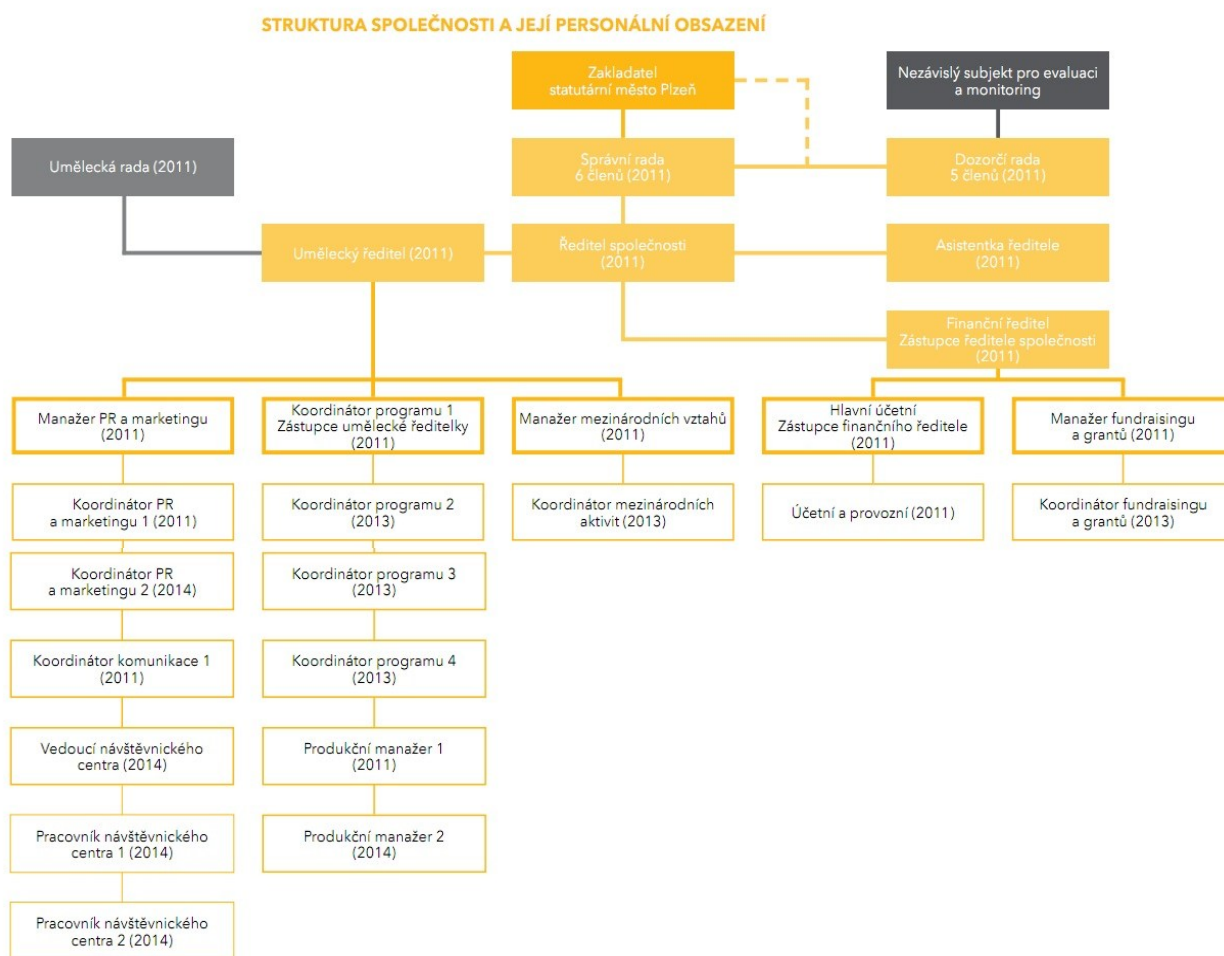 STRUKTURA SPOLEČNOSTI A JEJÍ PERSONÁLNÍ OBSAZENÍ
Zakladatel
statutární město Plzeň
Nezávislý subjekt pro evaluaci
a monitoring
Umělecká rada (2011)
Správní rada
6 členů (2011)
Dozorčí rada
5 členů (2011)
Umělecký ředitel (2011)
Ředitel společnosti
(2011)
Asistentka ředitele
(2011)
Finanční ředitel
Zástupce ředitele společnosti
(2011)
Manažer PR a marketingu
(2011)
Koordinátor programu 1
Zástupce umělecké ředitelky
(2011)
Manažer mezinárodních vztahů
(2011)
Hlavní účetní
Zástupce finančního ředitele
(2011)
Manažer fundraisingu
a grantů (2011)
Koordinátor PR
a marketingu 1 (2011)
Koordinátor programu 2
(2013)
Koordinátor mezinárodních
aktivit (2013)
Účetní a provozní (2011)
Koordinátor fundraisingu
a grantů (2013)
Koordinátor PR
a marketingu 2 (2014)
Koordinátor programu 3
(2013)
Koordinátor komunikace 1
(2011)
Koordinátor programu 4
(2013)
Vedoucí návštěvnického
centra (2014)
Produkční manažer 1
(2011)
Pracovník návštěvnického
centra 1 (2014)
Produkční manažer 2
(2014)
Pracovník návštěvnického
centra 2 (2014)